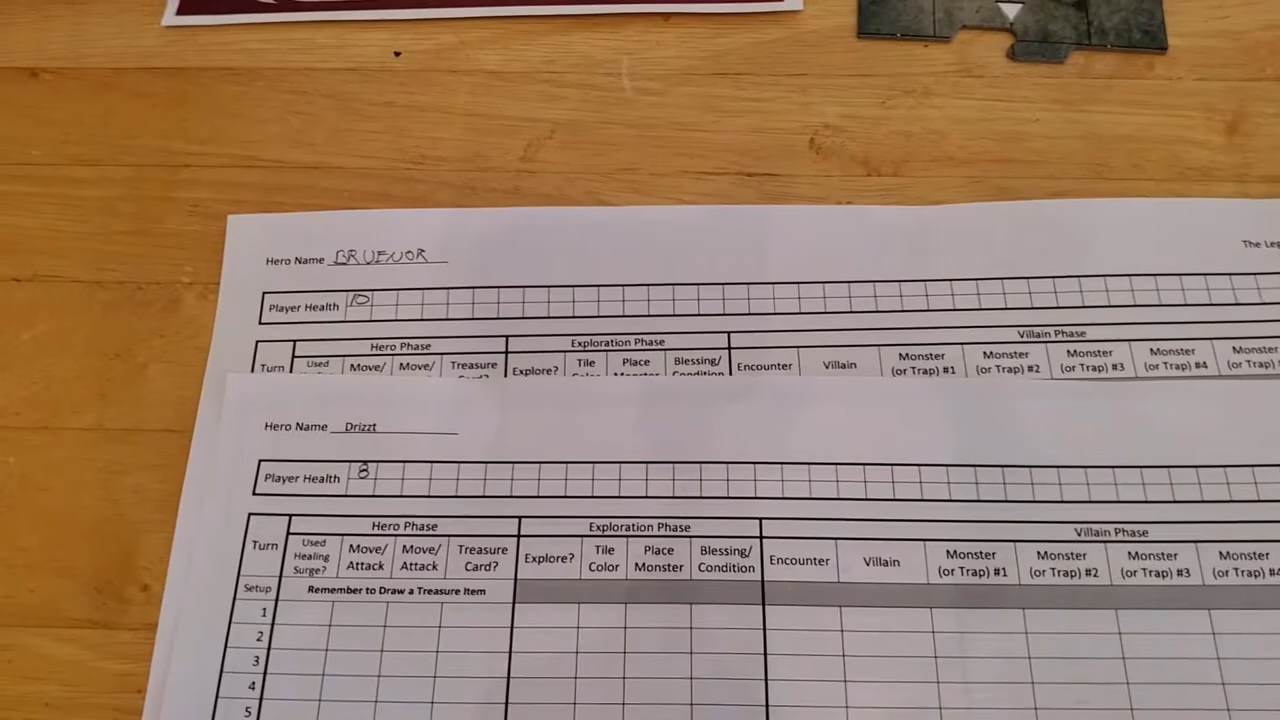 Hero Name BRUENOR
The Leg
Player Health 10
Hero Phase Exploration Phase Villain Phase
Turn Used Move/ Move/ Treasure Explore? Tile Place Blessing/ Encounter Villain Monster Monster Monster Monster Monster
(or Trap) #1 (or Trap) #2 (or Trap) #3 (or Trap) #4 (or Trap)
Hero Name Drizzt
Player Health 8
Hero Phase Exploration Phase Villain Phase
Turn Used Healing Surge? Move/ Attack Move/ Attack Treasure Card? Explore? Tile Color Place Monster Blessing/ Condition Encounter Villain Monster (or Trap) #1 Monster (or Trap) #2 Monster (or Trap) #3 Monster (or Trap) #4
Setup Remember to Draw a Treasure Item
1
2
3
4
5